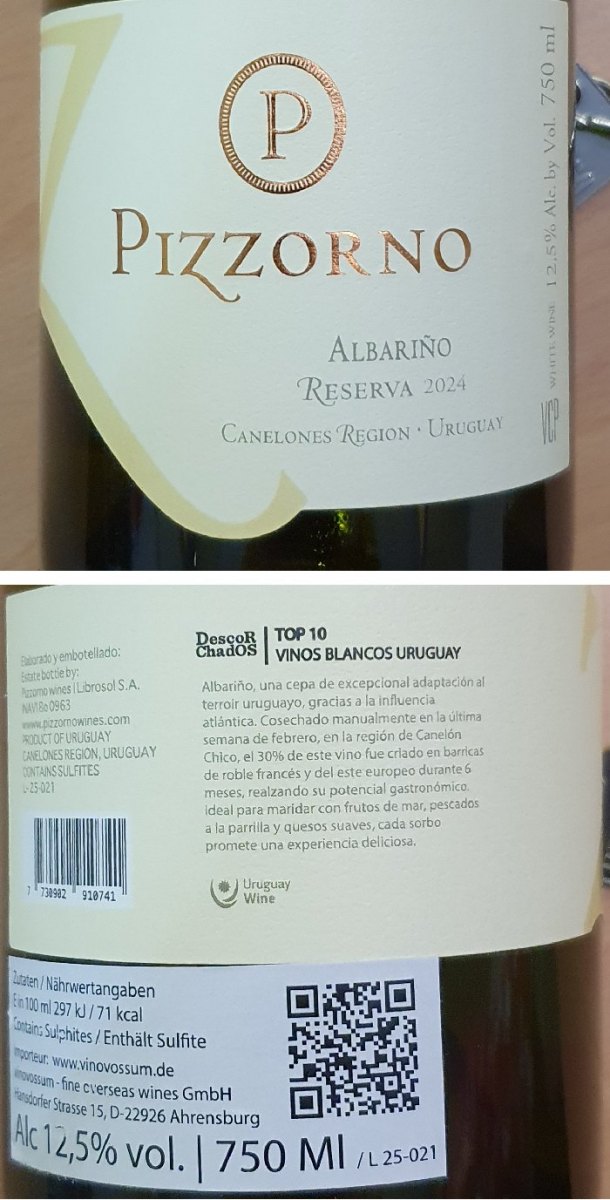 P
PIZZORNO
ALBARIÑO
RESERVA 2024
CANELONES REGION · URUGUAY
VCP WHITE WINE 12,5% Alc. by Vol. 750 ml
Elaborado y embotellado:
Estate bottle by:
Pizzorno wines | Librosol S.A.
INAVI Bo 0963
www.pizzornowines.com
PRODUCT OF URUGUAY
CANELONES REGION, URUGUAY
CONTAINS SULFITES
L-25-021
7 730902 910741
DescoR
ChadOS
TOP 10
VINOS BLANCOS URUGUAY
Albariño, una cepa de excepcional adaptación al
terroir uruguayo, gracias a la influencia
atlántica. Cosechado manualmente en la última
semana de febrero, en la región de Canelón
Chico, el 30% de este vino fue criado en barricas
de roble francés y del este europeo durante 6
meses, realzando su potencial gastronómico.
Ideal para maridar con frutos de mar, pescados
a la parrilla y quesos suaves, cada sorbo
promete una experiencia deliciosa.
Uruguay
Wine
Zutaten / Nährwertangaben
E in 100 ml 297 kJ / 71 kcal
Contains Sulphites / Enthält Sulfite
Importeur: www.vinovossum.de
vinovossum - fine overseas wines GmbH
Hansdorfer Strasse 15, D-22926 Ahrensburg
Alc 12,5% vol. | 750 Ml / L 25-021